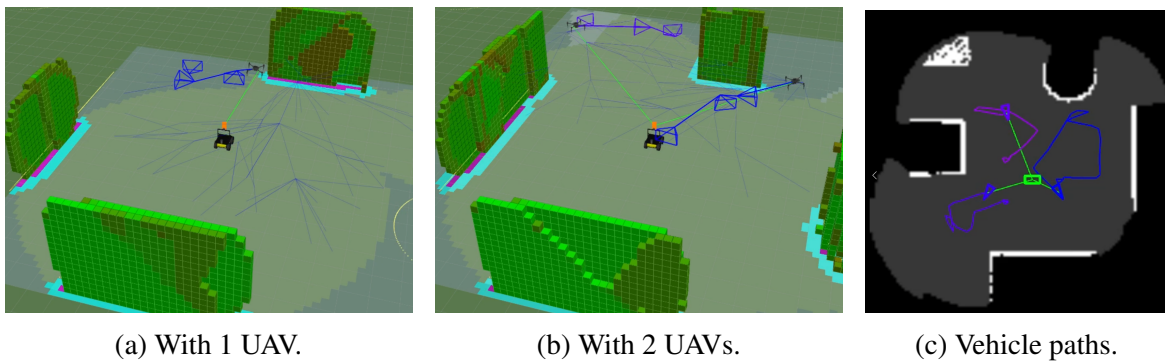 (a) With 1 UAV.
(b) With 2 UAVs.
(c) Vehicle paths.